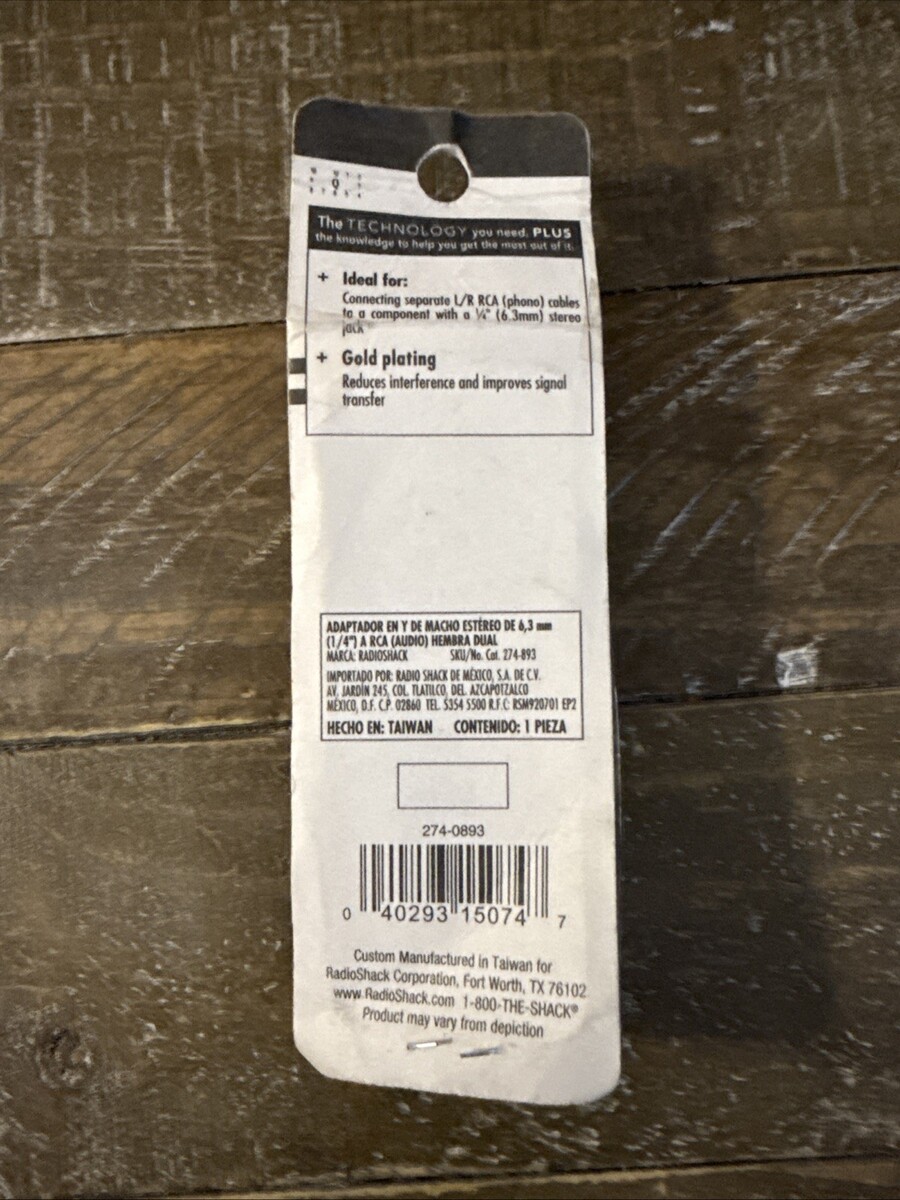 The TECHNOLOGY you need. PLUS
the knowledge to help you get the most out of it.
+ Ideal for:
Connecting separate L/R RCA (phono) cables
to a component with a ¼" (6.3mm) stereo
jack
+ Gold plating
Reduces interference and improves signal
transfer
ADAPTADOR EN Y DE MACHO ESTÉREO DE 6,3 mm
(1/4") A RCA (AUDIO) HEMBRA DUAL
MARCA: RADIOSHACK SKU/No. Cat. 274-893
IMPORTADO POR: RADIO SHACK DE MÉXICO, S.A. DE C.V.
AV. JARDÍN 245, COL. TLATILCO, DEL. AZCAPOTZALCO
MÉXICO, D.F. C.P. 02860 TEL. 5354 5500 R.F.C. RSM920701 EP2
HECHO EN: TAIWAN CONTENIDO: 1 PIEZA
274-0893
0 40293 15074 7
Custom Manufactured in Taiwan for
RadioShack Corporation, Fort Worth, TX 76102
www.RadioShack.com 1-800-THE-SHACK®
Product may vary from depiction